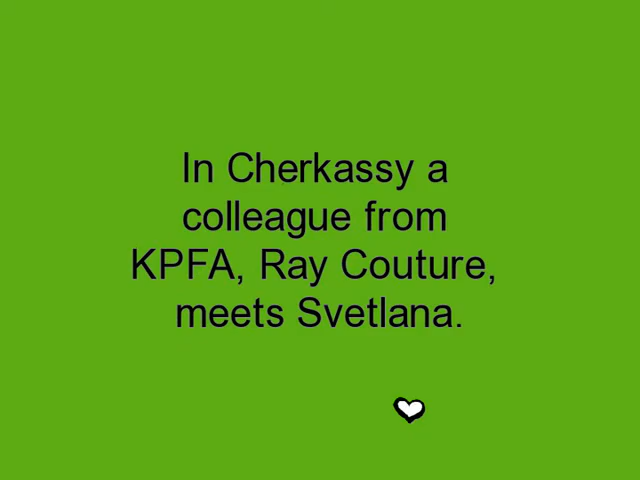 In Cherkassy a
colleague from
KPFA, Ray Couture,
meets Svetlana.